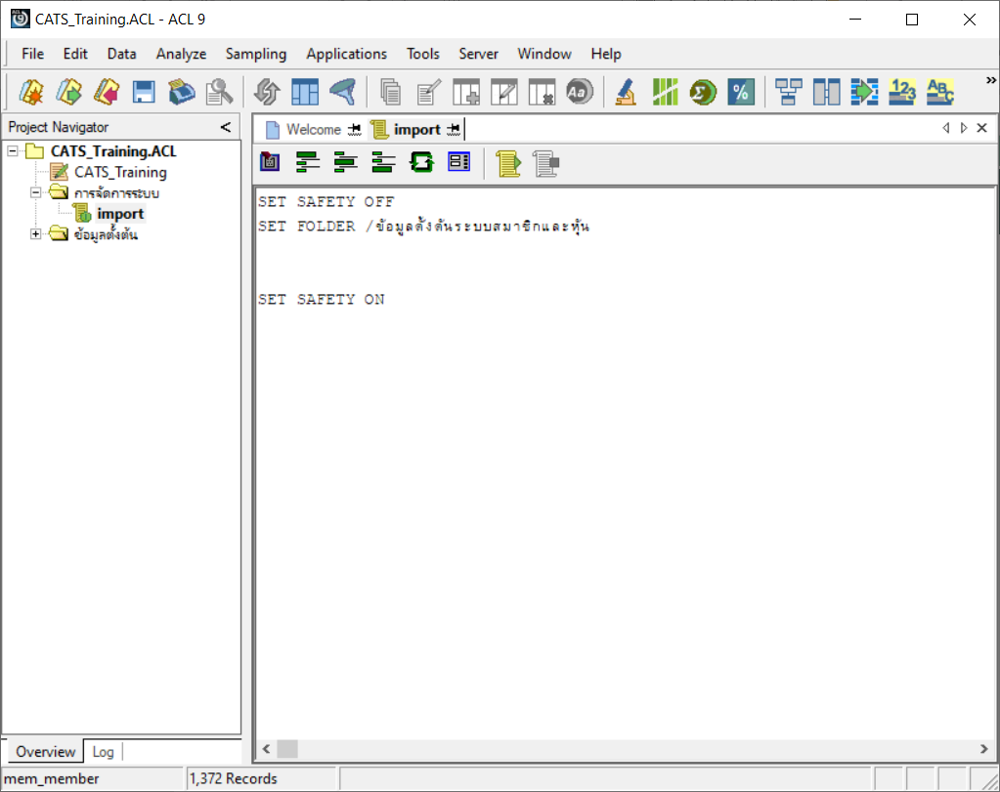 CATS_Training.ACL - ACL 9
File Edit Data Analyze Sampling Applications Tools Server Window Help
Project Navigator
Welcome import
CATS_Training.ACL
CATS_Training
การจัดการระบบ
import
ข้อมูลตั้งต้น
SET SAFETY OFF
SET FOLDER /ข้อมูลตั้งต้นระบบสมาชิกและหุ้น
SET SAFETY ON
Overview Log
mem_member 1,372 Records